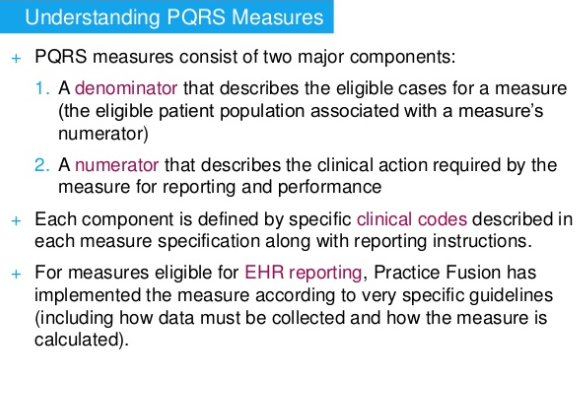 Understanding PQRS Measures
+ PQRS measures consist of two major components:
1. A denominator that describes the eligible cases for a measure
(the eligible patient population associated with a measure's
numerator)
2. A numerator that describes the clinical action required by the
measure for reporting and performance
+ Each component is defined by specific clinical codes described in
each measure specification along with reporting instructions.
+ For measures eligible for EHR reporting, Practice Fusion has
implemented the measure according to very specific guidelines
(including how data must be collected and how the measure is
calculated).